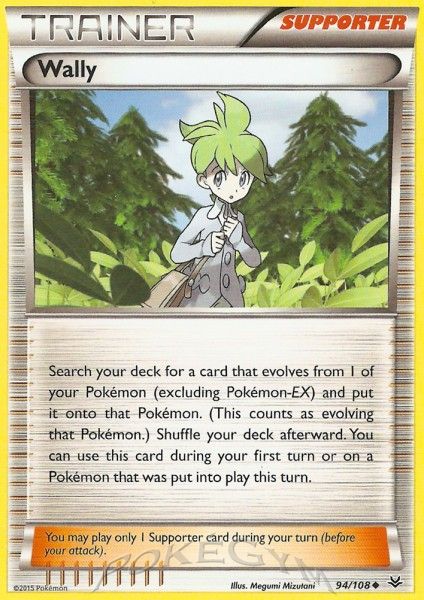 TRAINER
SUPPORTER
Wally
Search your deck for a card that evolves from 1 of
your Pokémon (excluding Pokémon-EX) and put
it onto that Pokémon. (This counts as evolving
that Pokémon.) Shuffle your deck afterward. You
can use this card during your first turn or on a
Pokémon that was put into play this turn.
You may play only 1 Supporter card during your turn (before
your attack).
POKEGYM
©2015 Pokémon
Illus. Megumi Mizutani
94/108